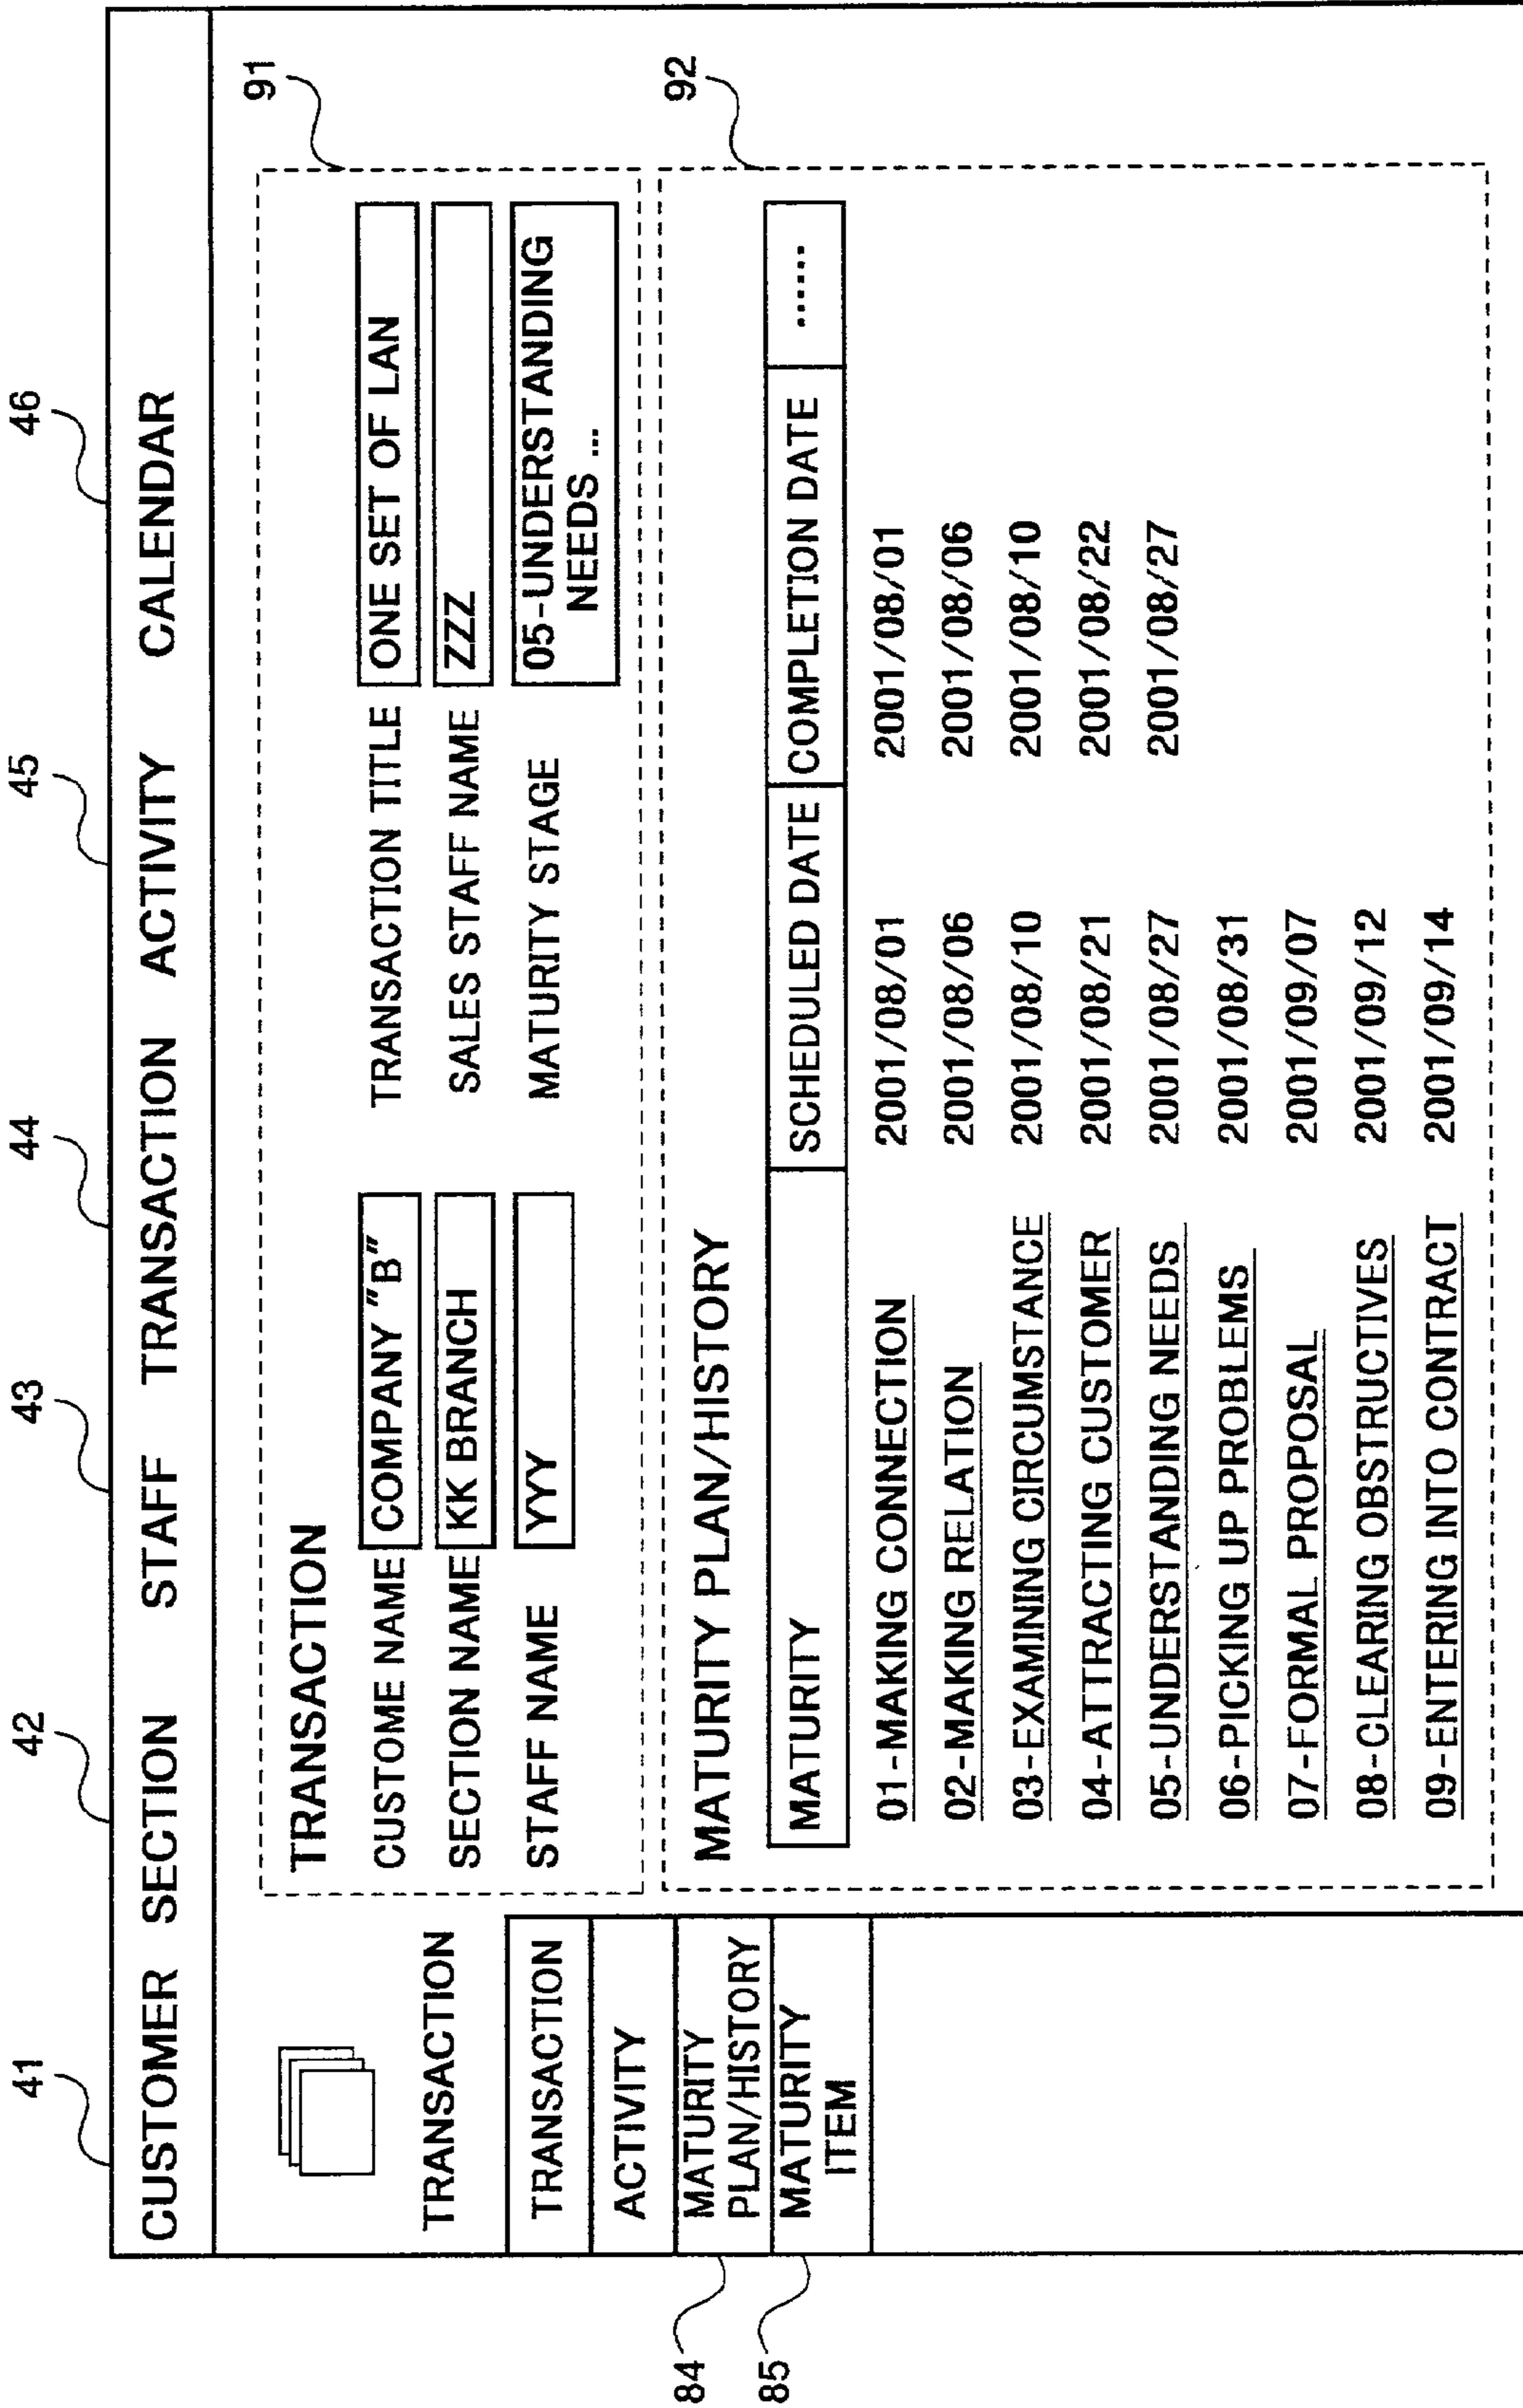 41 42 43 44 45 46
CUSTOMER SECTION STAFF TRANSACTION ACTIVITY CALENDAR
TRANSACTION
TRANSACTION
ACTIVITY
MATURITY
PLAN/HISTORY
MATURITY
ITEM
84
85
91
TRANSACTION
CUSTOME NAME COMPANY "B" TRANSACTION TITLE ONE SET OF LAN
SECTION NAME KK BRANCH SALES STAFF NAME ZZZ
STAFF NAME YYY MATURITY STAGE 05-UNDERSTANDING
NEEDS ...
92
MATURITY PLAN/HISTORY
MATURITY SCHEDULED DATE COMPLETION DATE ......
01-MAKING CONNECTION 2001/08/01 2001/08/01
02-MAKING RELATION 2001/08/06 2001/08/06
03-EXAMINING CIRCUMSTANCE 2001/08/10 2001/08/10
04-ATTRACTING CUSTOMER 2001/08/21 2001/08/22
05-UNDERSTANDING NEEDS 2001/08/27 2001/08/27
06-PICKING UP PROBLEMS 2001/08/31
07-FORMAL PROPOSAL 2001/09/07
08-CLEARING OBSTRUCTIVES 2001/09/12
09-ENTERING INTO CONTRACT 2001/09/14